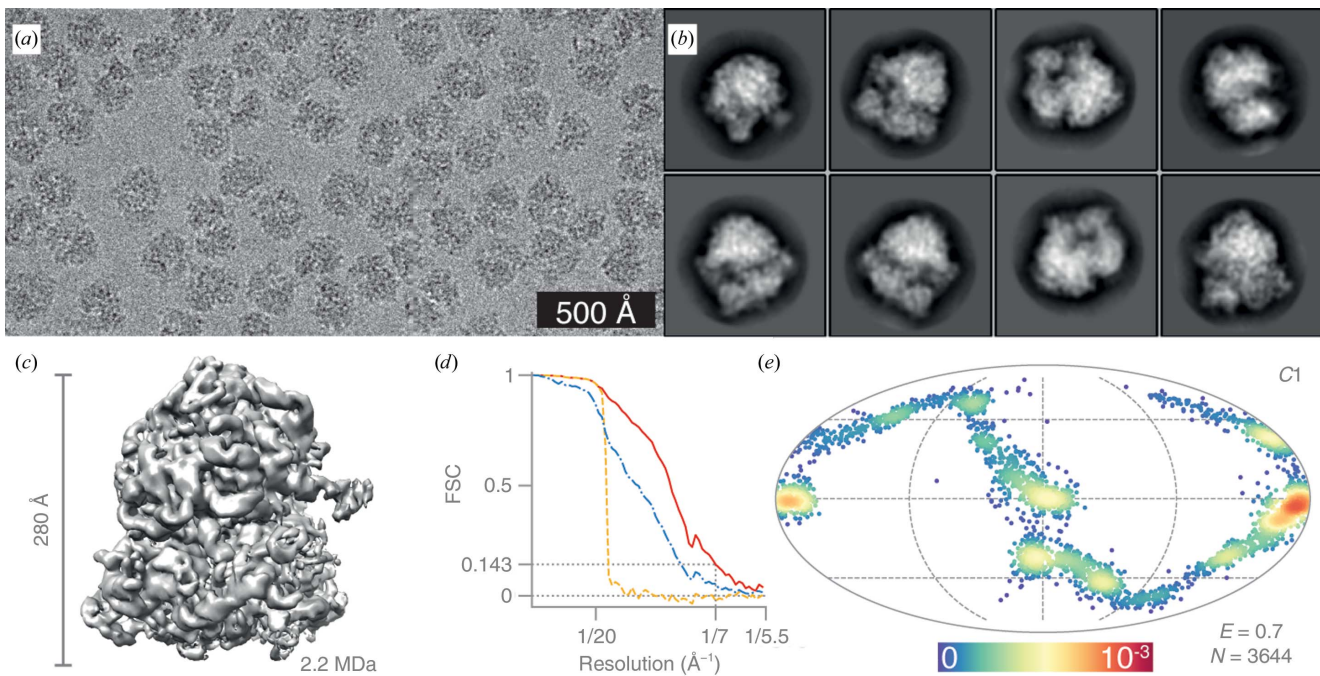 (a)
(b)
500 Å
(c)
(d)
(e)
280 Å
2.2 MDa
FSC
1
0.5
0.143
0
1/20
1/7
1/5.5
Resolution (Å⁻¹)
C1
0
10⁻³
E = 0.7
N = 3644